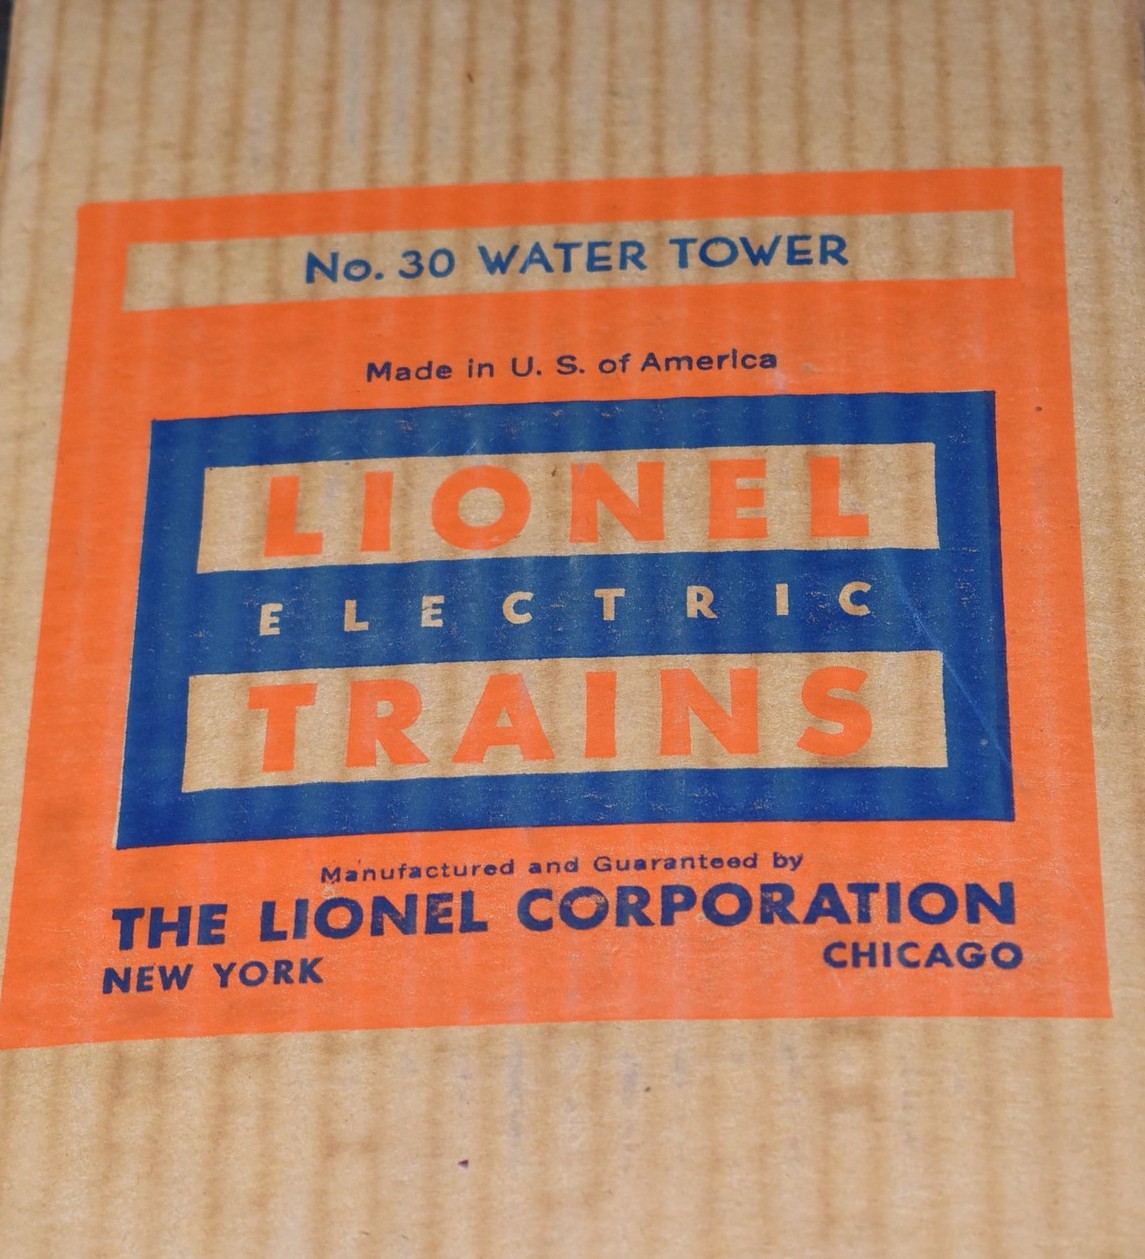 No. 30 WATER TOWER
Made in U. S. of America
LIONEL
ELECTRIC
TRAINS
Manufactured and Guaranteed by
THE LIONEL CORPORATION
NEW YORK CHICAGO